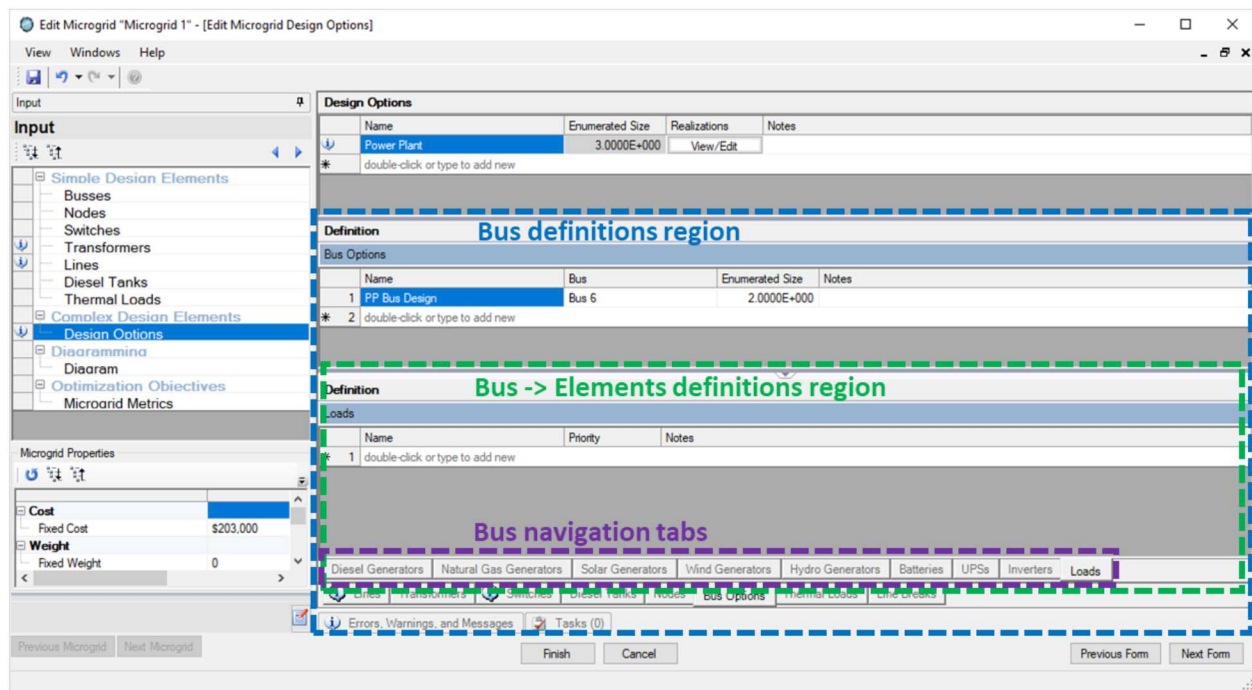 Edit Microgrid "Microgrid 1" - [Edit Microgrid Design Options]
View Windows Help
Input
Input
Simple Design Elements
Busses
Nodes
Switches
Transformers
Lines
Diesel Tanks
Thermal Loads
Complex Design Elements
Design Options
Diagramming
Diagram
Optimization Objectives
Microgrid Metrics
Microgrid Properties
Cost
Fixed Cost $203,000
Weight
Fixed Weight 0
Previous Microgrid Next Microgrid
Design Options
Name Enumerated Size Realizations Notes
Power Plant 3.0000E+000 View/Edit
* double-click or type to add new
Bus definitions region
Definition
Bus Options
Name Bus Enumerated Size Notes
1 PP Bus Design Bus 6 2.0000E+000
* 2 double-click or type to add new
Bus -> Elements definitions region
Definition
Loads
Name Priority Notes
* 1 double-click or type to add new
Bus navigation tabs
Diesel Generators Natural Gas Generators Solar Generators Wind Generators Hydro Generators Batteries UPSs Inverters Loads
Lines Transformers Switches Diesel Tanks Nodes Bus Options Thermal Loads Line Breaks
Errors, Warnings, and Messages Tasks (0)
Finish Cancel Previous Form Next Form